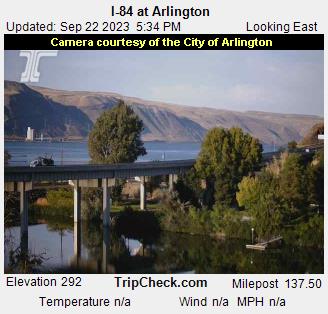 I-84 at Arlington
Updated: Sep 22 2023 5:34 PM Looking East
Camera courtesy of the City of Arlington
Elevation 292 TripCheck.com Milepost 137.50
Temperature n/a Wind n/a MPH n/a